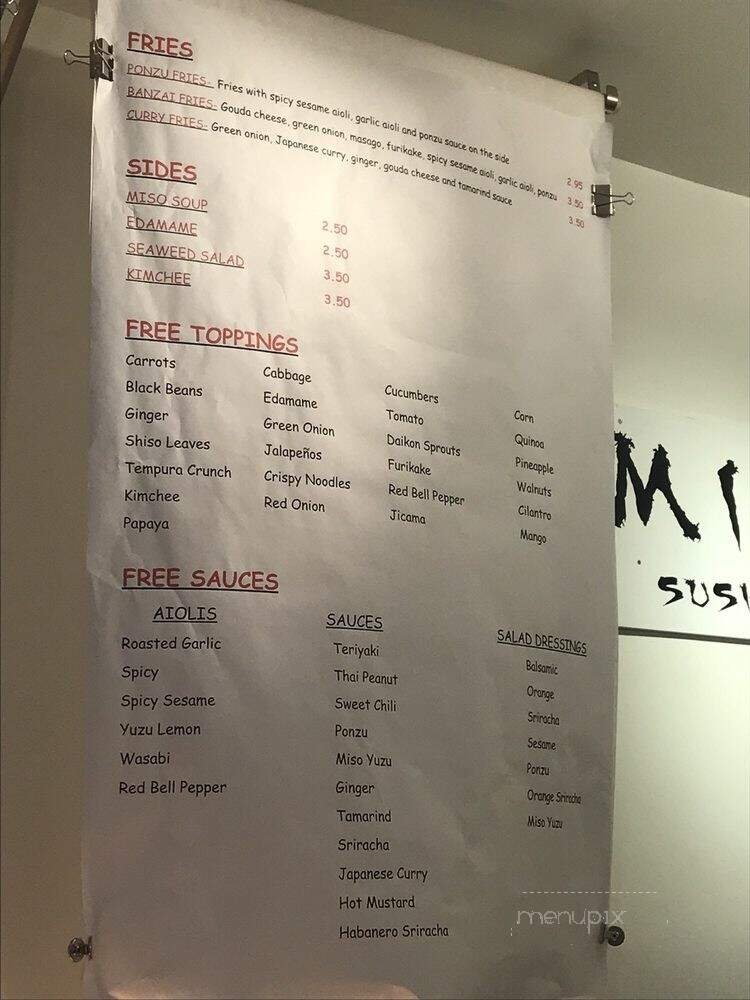 FRIES
PONZU FRIES- Fries with spicy sesame aioli, garlic aioli and ponzu sauce on the side 2.95
BANZAI FRIES- Gouda cheese, green onion, masago, furikake, spicy sesame aioli, garlic aioli, ponzu 3.50
CURRY FRIES- Green onion, Japanese curry, ginger, gouda cheese and tamarind sauce 3.50
SIDES
MISO SOUP 2.50
EDAMAME 2.50
SEAWEED SALAD 3.50
KIMCHEE 3.50
FREE TOPPINGS
Carrots Cabbage Cucumbers Corn
Black Beans Edamame Tomato Quinoa
Ginger Green Onion Daikon Sprouts Pineapple
Shiso Leaves Jalapeños Furikake Walnuts
Tempura Crunch Crispy Noodles Red Bell Pepper Cilantro
Kimchee Red Onion Jicama Mango
Papaya
FREE SAUCES
AIOLIS SAUCES SALAD DRESSINGS
Roasted Garlic Teriyaki Balsamic
Spicy Thai Peanut Orange
Spicy Sesame Sweet Chili Sriracha
Yuzu Lemon Ponzu Sesame
Wasabi Miso Yuzu Ponzu
Red Bell Pepper Ginger Orange Sriracha
Tamarind Miso Yuzu
Sriracha
Japanese Curry
Hot Mustard
Habanero Sriracha
menupix